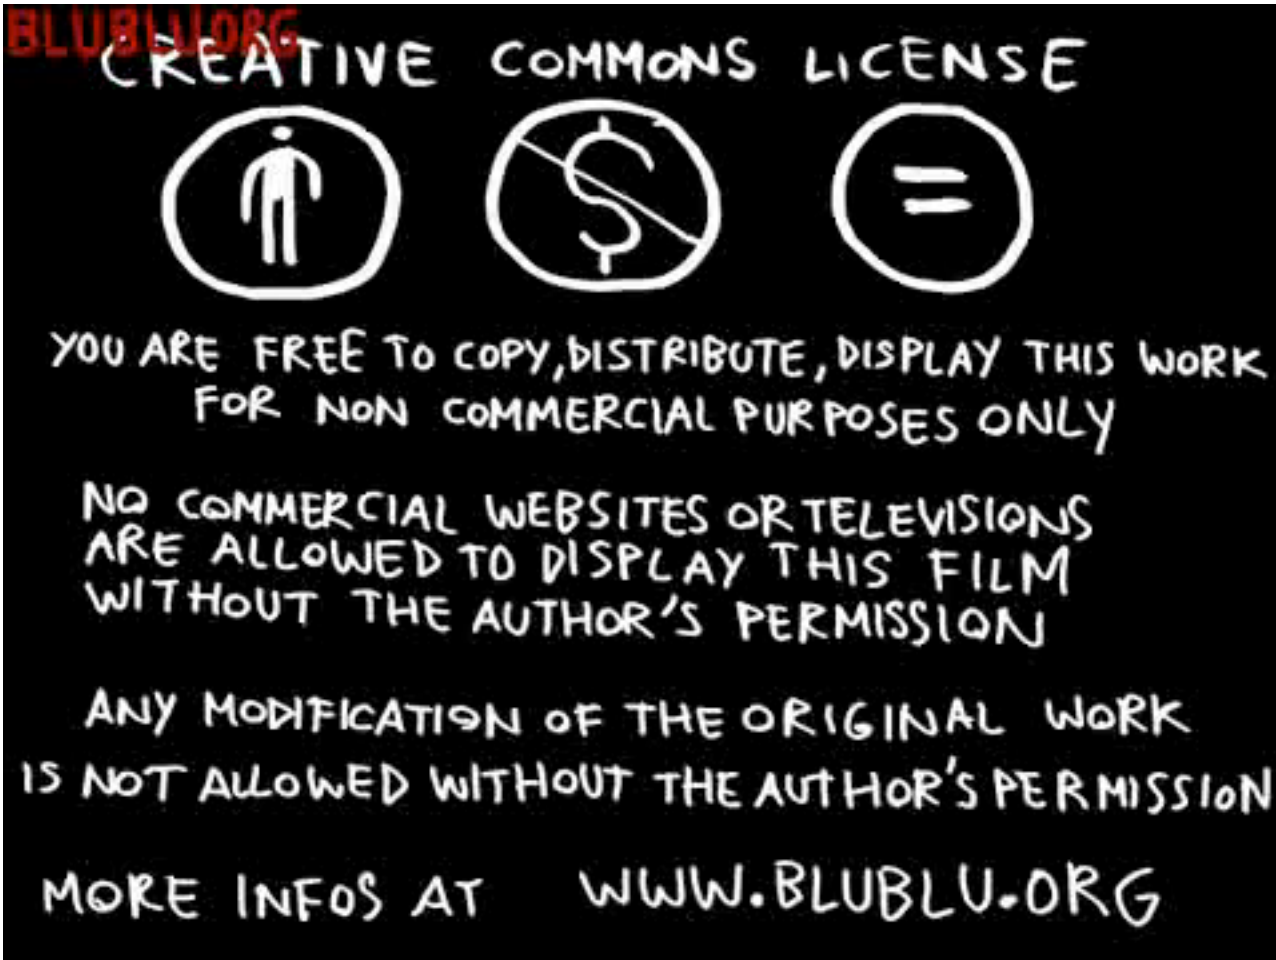 BLUBLU.ORG
CREATIVE COMMONS LICENSE
$ =
YOU ARE FREE TO COPY, DISTRIBUTE, DISPLAY THIS WORK
FOR NON COMMERCIAL PURPOSES ONLY
NO COMMERCIAL WEBSITES OR TELEVISIONS
ARE ALLOWED TO DISPLAY THIS FILM
WITHOUT THE AUTHOR'S PERMISSION
ANY MODIFICATION OF THE ORIGINAL WORK
IS NOT ALLOWED WITHOUT THE AUTHOR'S PERMISSION
MORE INFOS AT WWW.BLUBLU.ORG